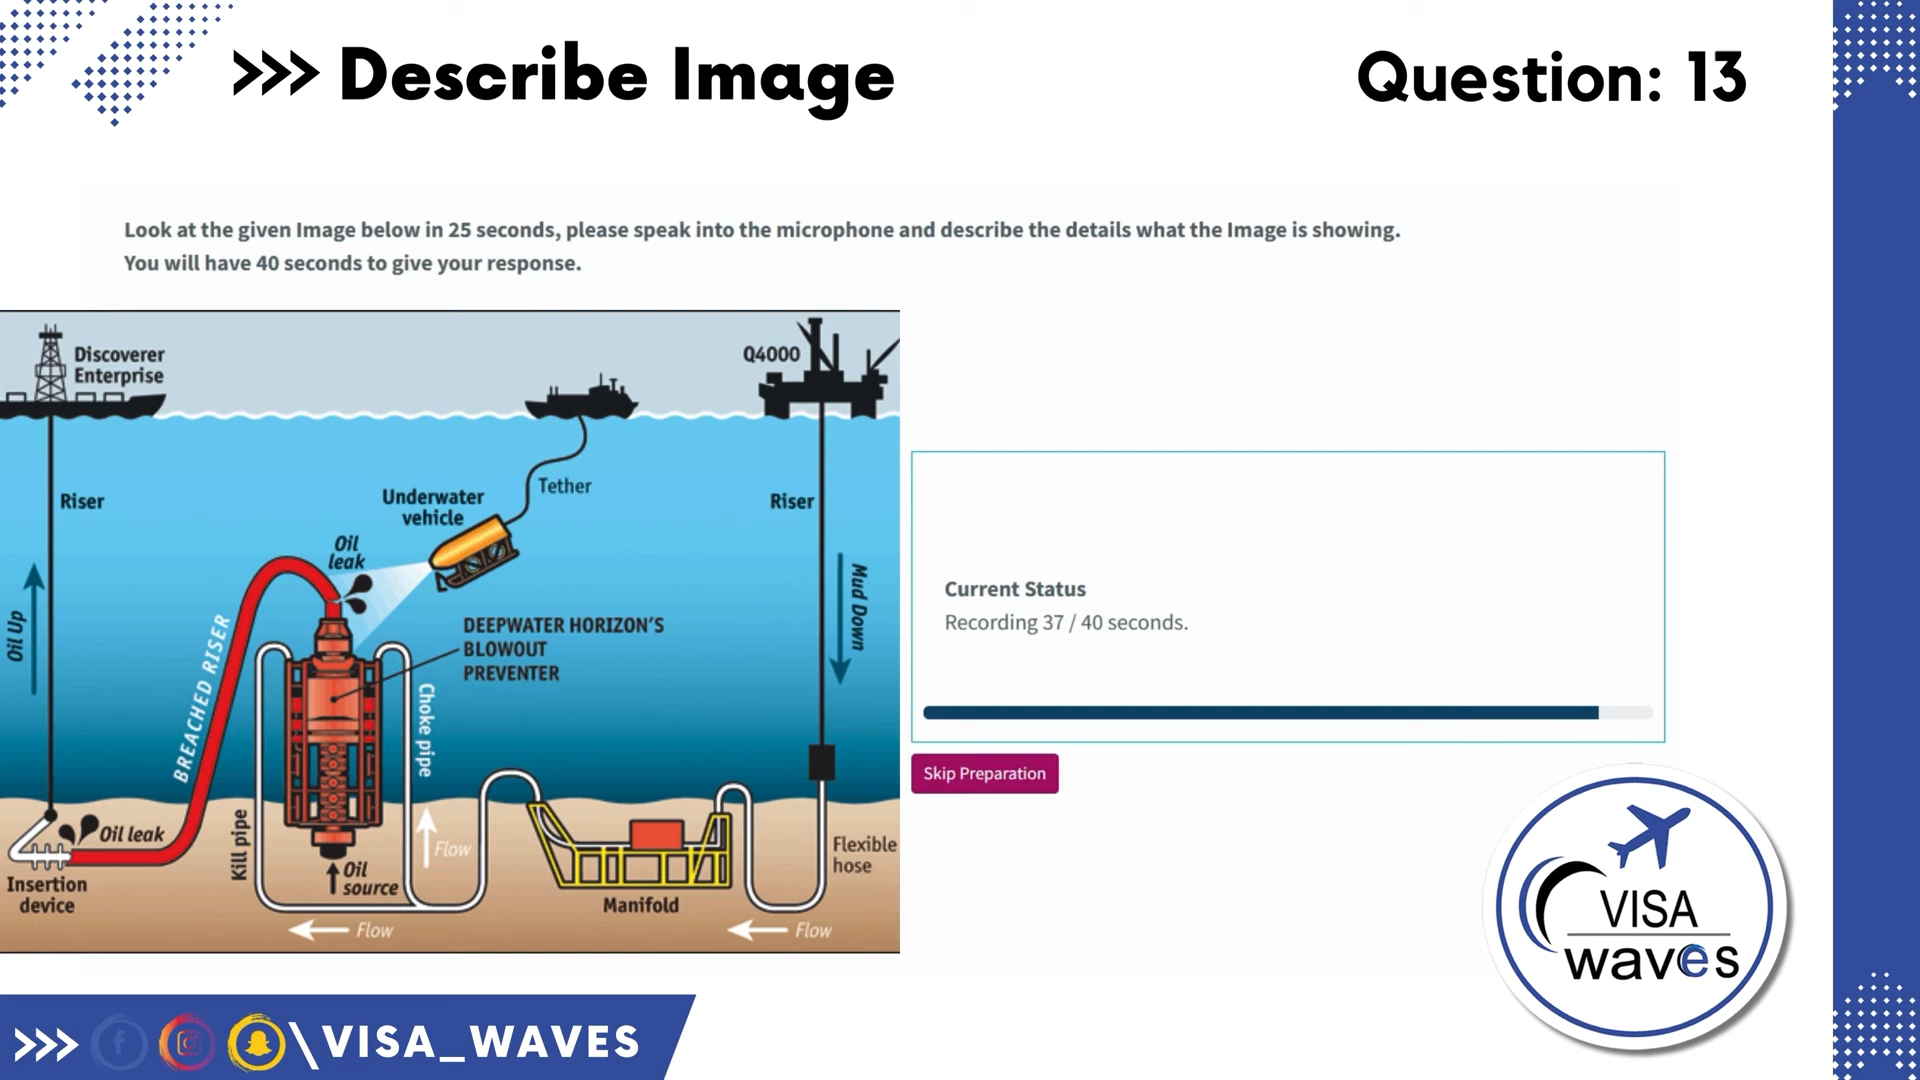 >>> Describe Image
Question: 13
Look at the given Image below in 25 seconds, please speak into the microphone and describe the details what the Image is showing.
You will have 40 seconds to give your response.
Discoverer
Enterprise
Q4000
Riser
Underwater
vehicle
Tether
Riser
Oil
leak
Oil Up
BREACHED RISER
DEEPWATER HORIZON'S
BLOWOUT
PREVENTER
Mud Down
Choke pipe
Oil leak
Kill pipe
Flow
Oil
source
Insertion
device
Manifold
Flexible
hose
Flow
Flow
Current Status
Recording 37 / 40 seconds.
Skip Preparation
VISA
waves
>>> \VISA_WAVES